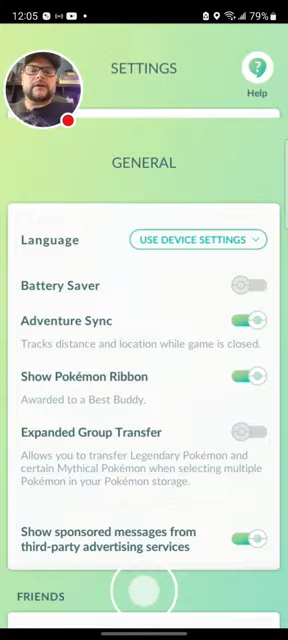 12:05
79%
SETTINGS
?
Help
GENERAL
Language
USE DEVICE SETTINGS
Battery Saver
Adventure Sync
Tracks distance and location while game is closed.
Show Pokémon Ribbon
Awarded to a Best Buddy.
Expanded Group Transfer
Allows you to transfer Legendary Pokémon and
certain Mythical Pokémon when selecting multiple
Pokémon in your Pokémon storage.
Show sponsored messages from
third-party advertising services
FRIENDS